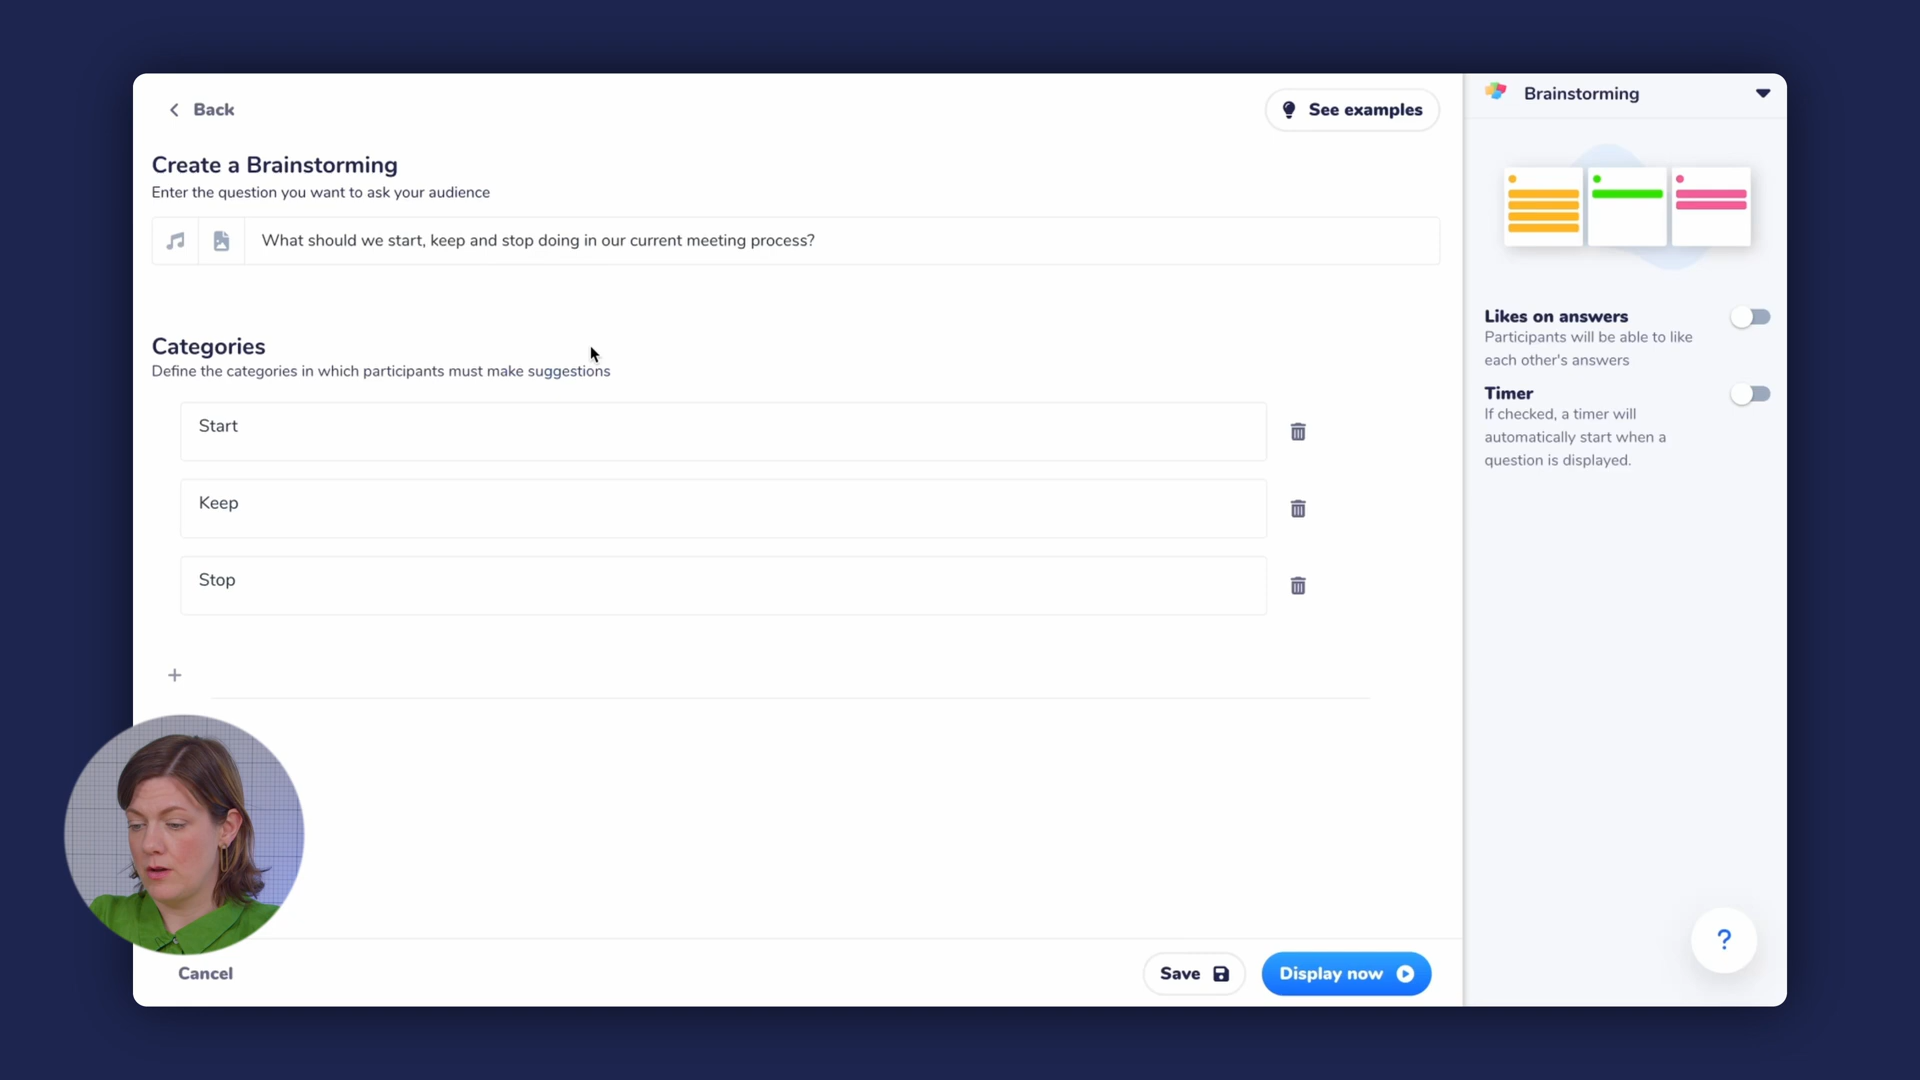 Back
See examples
Brainstorming
Create a Brainstorming
Enter the question you want to ask your audience
What should we start, keep and stop doing in our current meeting process?
Categories
Define the categories in which participants must make suggestions
Start
Keep
Stop
+
Cancel
Save
Display now
Likes on answers
Participants will be able to like
each other's answers
Timer
If checked, a timer will
automatically start when a
question is displayed.
?